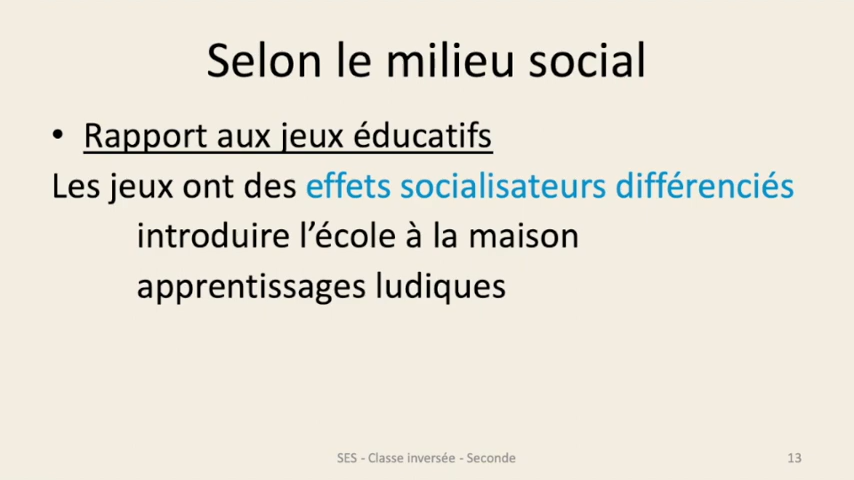 Selon le milieu social
• Rapport aux jeux éducatifs
Les jeux ont des effets socialisateurs différenciés
introduire l’école à la maison
apprentissages ludiques
SES - Classe inversée - Seconde
13